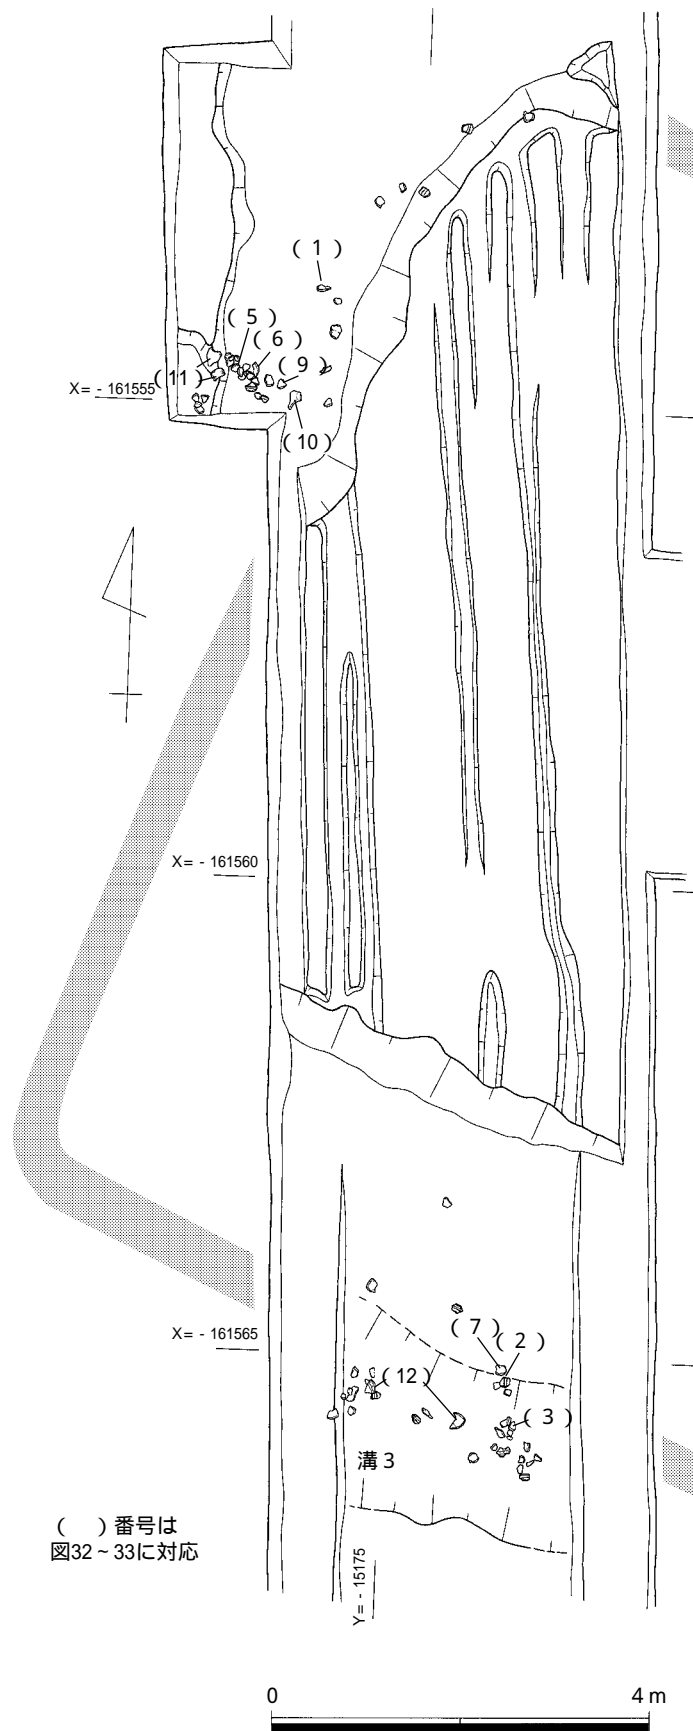 ( 1 )
( 5 )
( 6 )
( 9 )
X= - 161555
( 11 )
( 10 )
X= - 161560
X= - 161565
( 7 )
( 2 )
( 12 )
( 3 )
溝 3
(　) 番号は
図32 ~ 33に対応
Y= - 15175
0
4 m